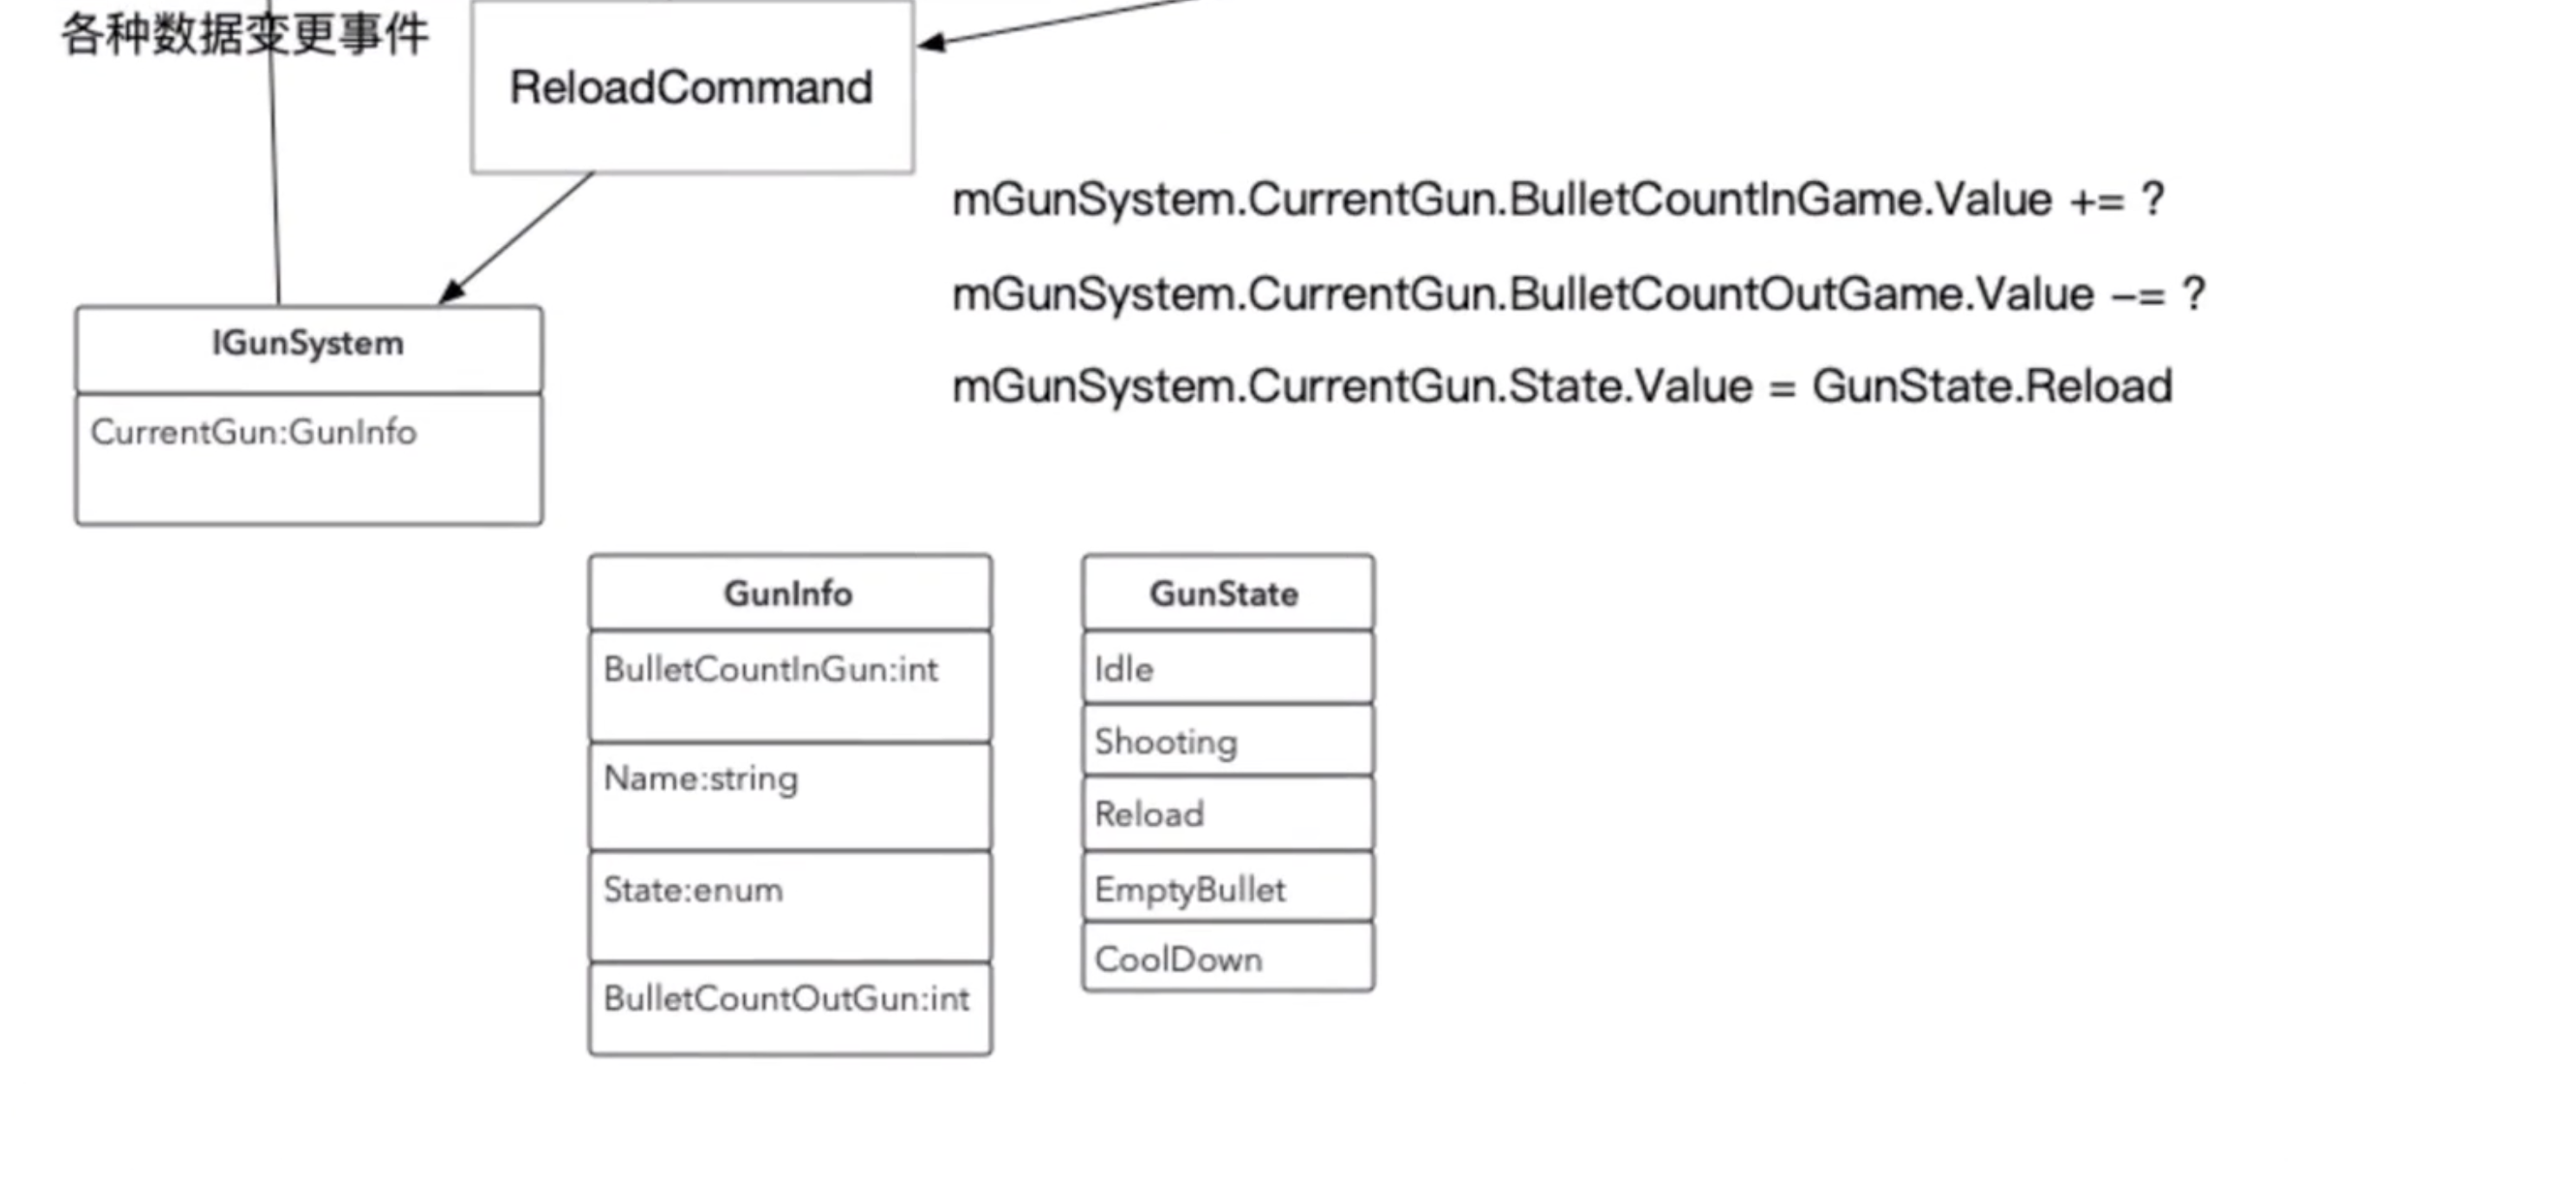 各种数据变更事件
ReloadCommand
mGunSystem.CurrentGun.BulletCountInGame.Value += ?
mGunSystem.CurrentGun.BulletCountOutGame.Value -= ?
mGunSystem.CurrentGun.State.Value = GunState.Reload
IGunSystem
CurrentGun:GunInfo
GunInfo
BulletCountInGun:int
Name:string
State:enum
BulletCountOutGun:int
GunState
Idle
Shooting
Reload
EmptyBullet
CoolDown